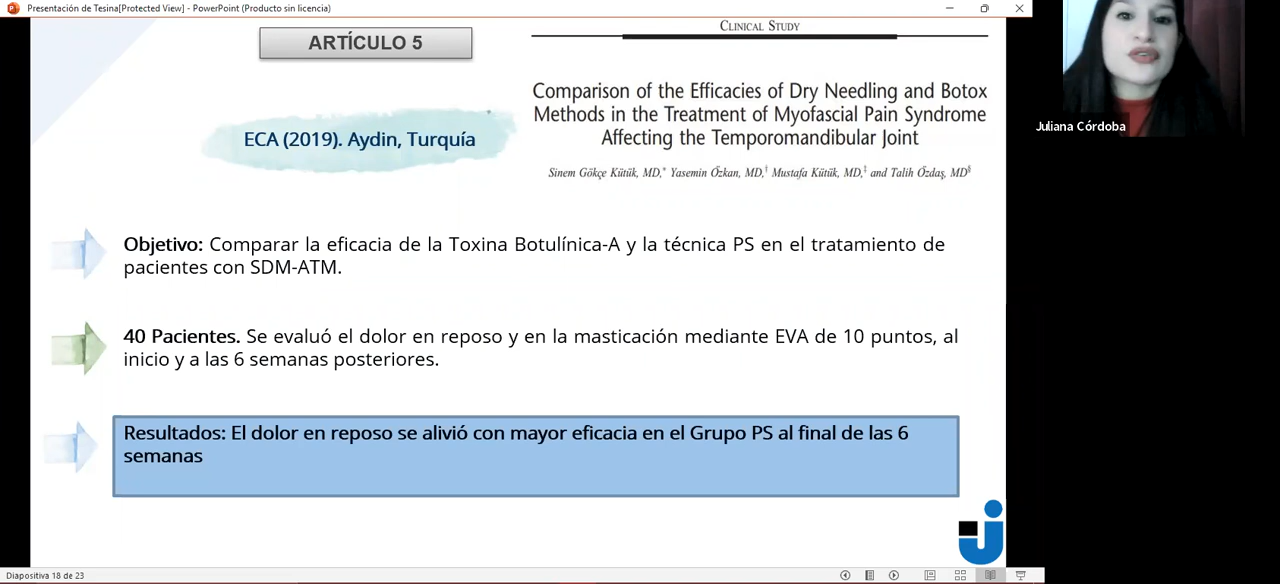 Presentación de Tesina[Protected View] - PowerPoint (Producto sin licencia)
ARTÍCULO 5
CLINICAL STUDY
Comparison of the Efficacies of Dry Needling and Botox
Methods in the Treatment of Myofascial Pain Syndrome
Affecting the Temporomandibular Joint
Sinem Gökçe Kütük, MD,* Yasemin Özkan, MD,† Mustafa Kütük, MD,‡ and Talih Özdaş, MD§
ECA (2019). Aydin, Turquía
Juliana Córdoba
Objetivo: Comparar la eficacia de la Toxina Botulínica-A y la técnica PS en el tratamiento de
pacientes con SDM-ATM.
40 Pacientes. Se evaluó el dolor en reposo y en la masticación mediante EVA de 10 puntos, al
inicio y a las 6 semanas posteriores.
Resultados: El dolor en reposo se alivió con mayor eficacia en el Grupo PS al final de las 6
semanas
Diapositiva 18 de 23